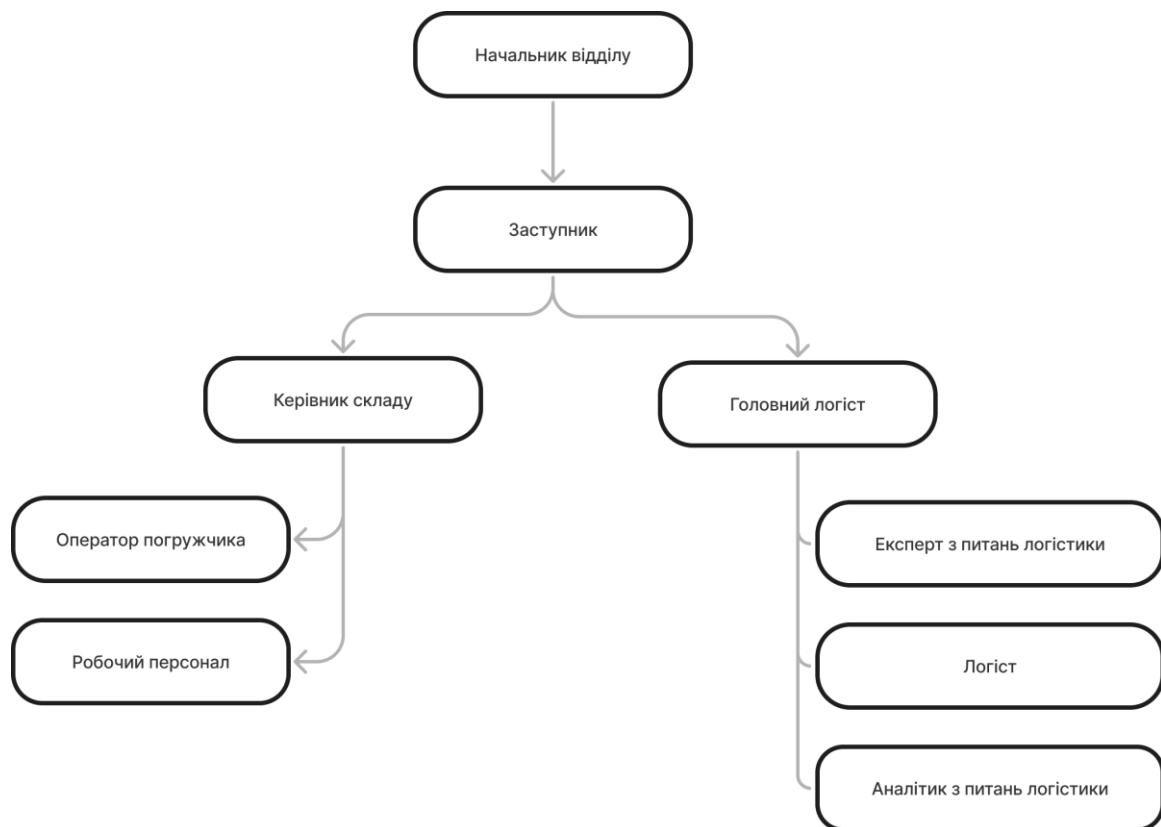 Начальник відділу
Заступник
Керівник складу
Головний логіст
Оператор погружчика
Експерт з питань логістики
Робочий персонал
Логіст
Аналітик з питань логістики